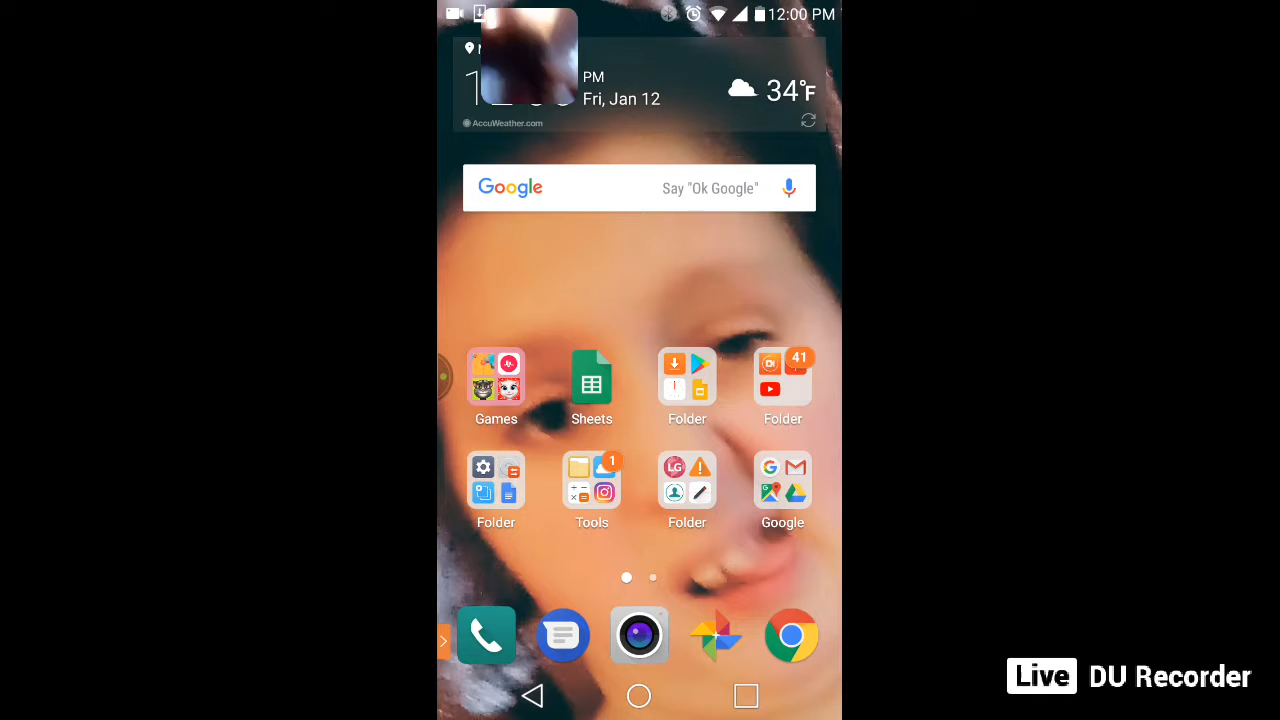 12:00 PM
PM
Fri, Jan 12
34°F
AccuWeather.com
Google
Say "Ok Google"
41
Games
Sheets
Folder
Folder
1
LG
Folder
Tools
Folder
Google
Live DU Recorder